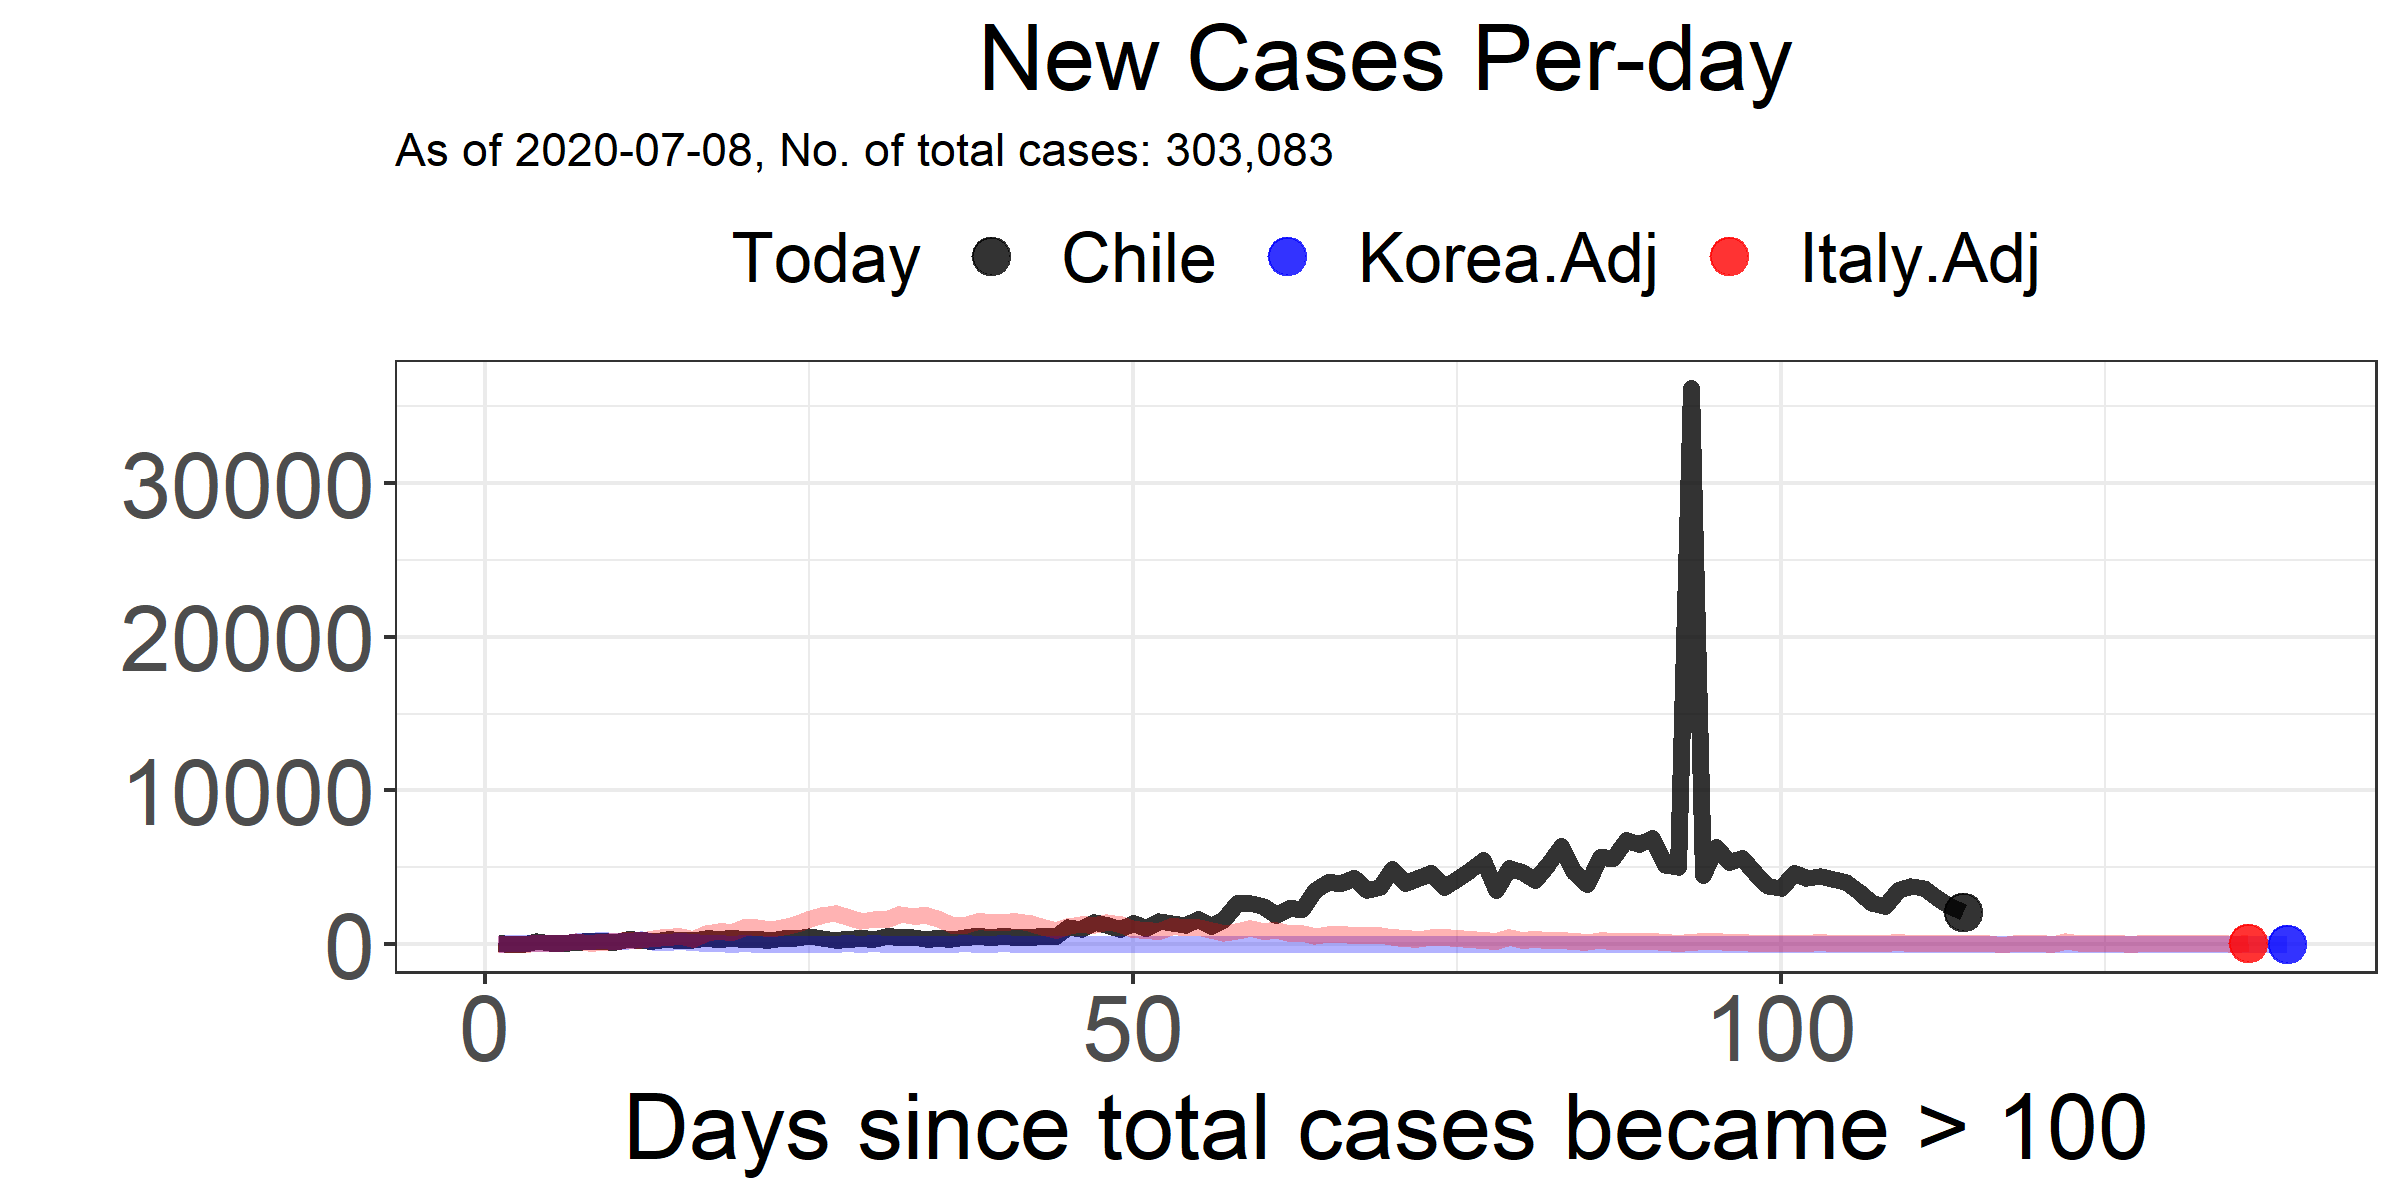 New Cases Per-day
As of 2020-07-08, No. of total cases: 303,083
Today Chile Korea.Adj Italy.Adj
30000
20000
10000
0
0 50 100
Days since total cases became > 100